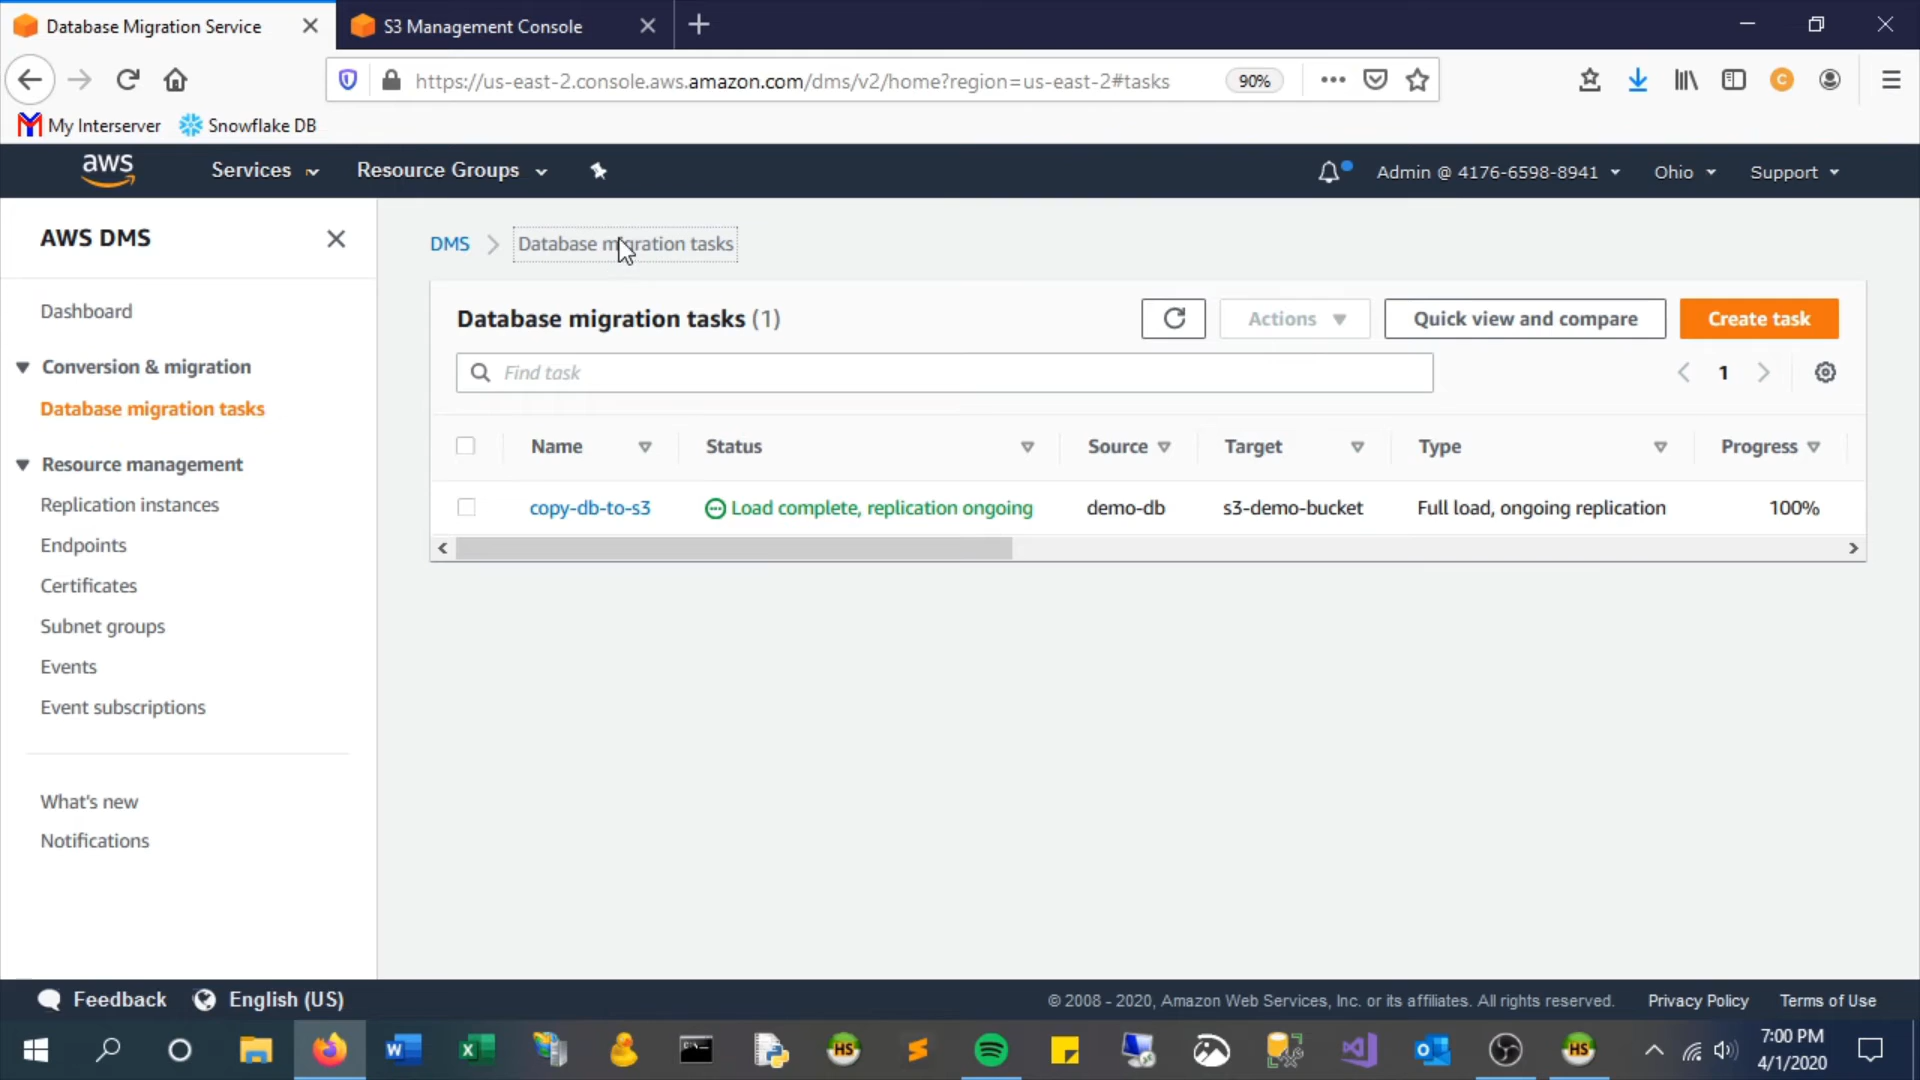 Database Migration Service
S3 Management Console
https://us-east-2.console.aws.amazon.com/dms/v2/home?region=us-east-2#tasks
90%
C
My Interserver
Snowflake DB
aws
Services
Resource Groups
Admin @ 4176-6598-8941
Ohio
Support
AWS DMS
Dashboard
Conversion & migration
Database migration tasks
Resource management
Replication instances
Endpoints
Certificates
Subnet groups
Events
Event subscriptions
What's new
Notifications
DMS
Database migration tasks
Database migration tasks (1)
Actions
Quick view and compare
Create task
Find task
1
Name
Status
Source
Target
Type
Progress
copy-db-to-s3
Load complete, replication ongoing
demo-db
s3-demo-bucket
Full load, ongoing replication
100%
Feedback
English (US)
© 2008 - 2020, Amazon Web Services, Inc. or its affiliates. All rights reserved.
Privacy Policy
Terms of Use
HS
HS
7:00 PM
4/1/2020